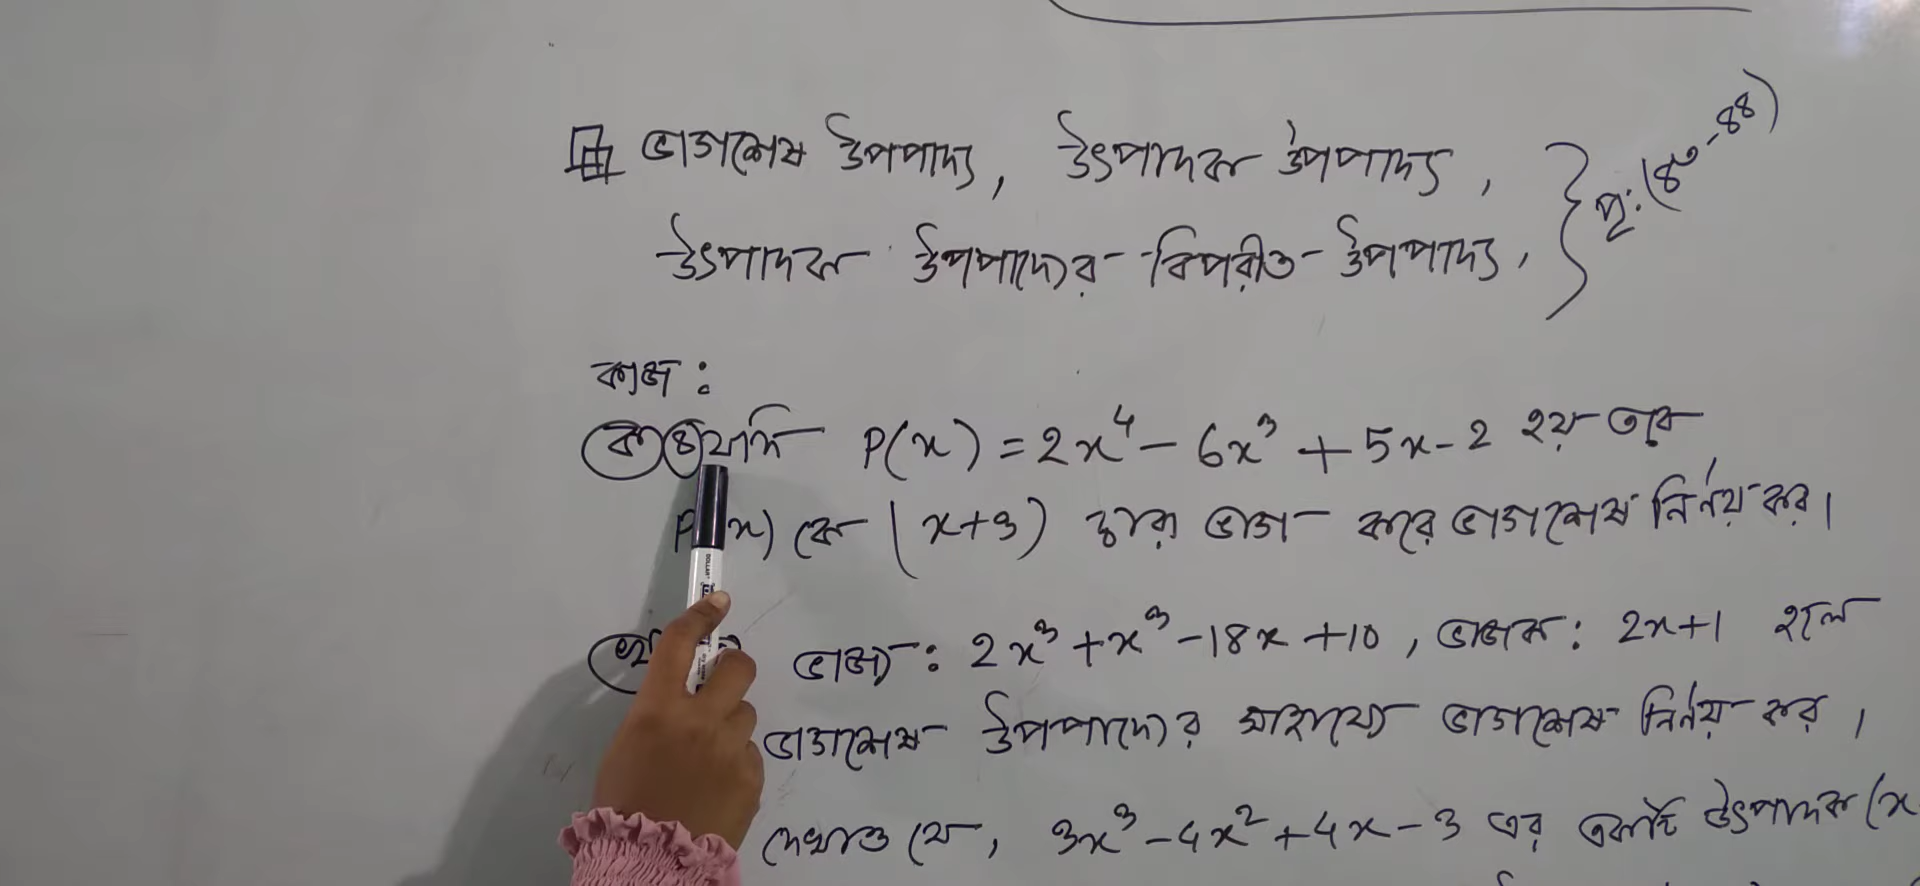 ভাগশেষ উপপাদ্য, উৎপাদক উপপাদ্য,
উৎপাদক উপপাদ্যের বিপরীত উপপাদ্য,
পৃ: (৪৩-৪৪)
কাজ:
ক যদি P(x) = 2x⁴ - 6x³ + 5x - 2 হয় তবে
P(x) কে (x+3) দ্বারা ভাগ করে ভাগশেষ নির্ণয় কর।
খ ভাজ্য: 2x³ + x³ - 18x + 10, ভাজক: 2x+1 হলে
ভাগশেষ উপপাদ্যের সাহায্যে ভাগশেষ নির্ণয় কর।
দেখাও যে, 3x³ - 4x² + 4x - 3 এর একটি উৎপাদক (x